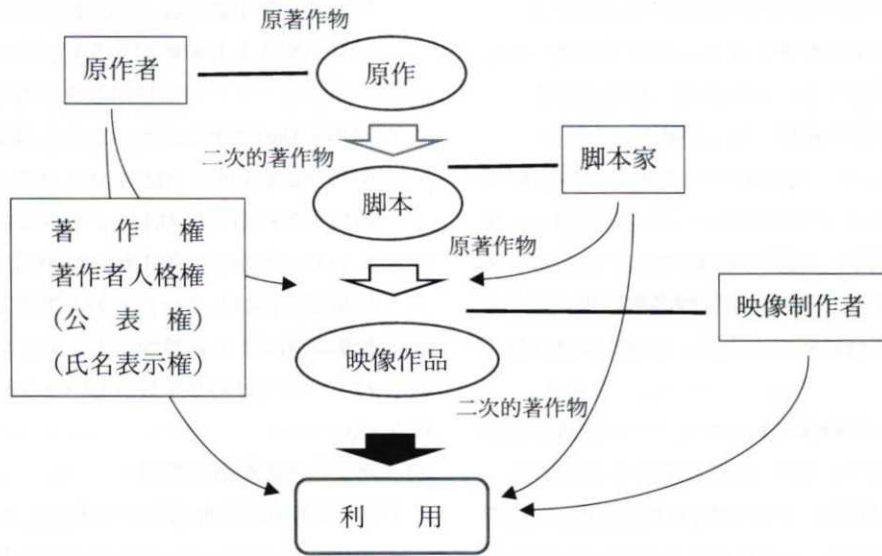 原著作物
原作者
原作
二次的著作物
脚本家
脚本
著　作　権
著作者人格権
(公　表　権)
(氏名表示権)
原著作物
映像制作者
映像作品
二次的著作物
利　　用